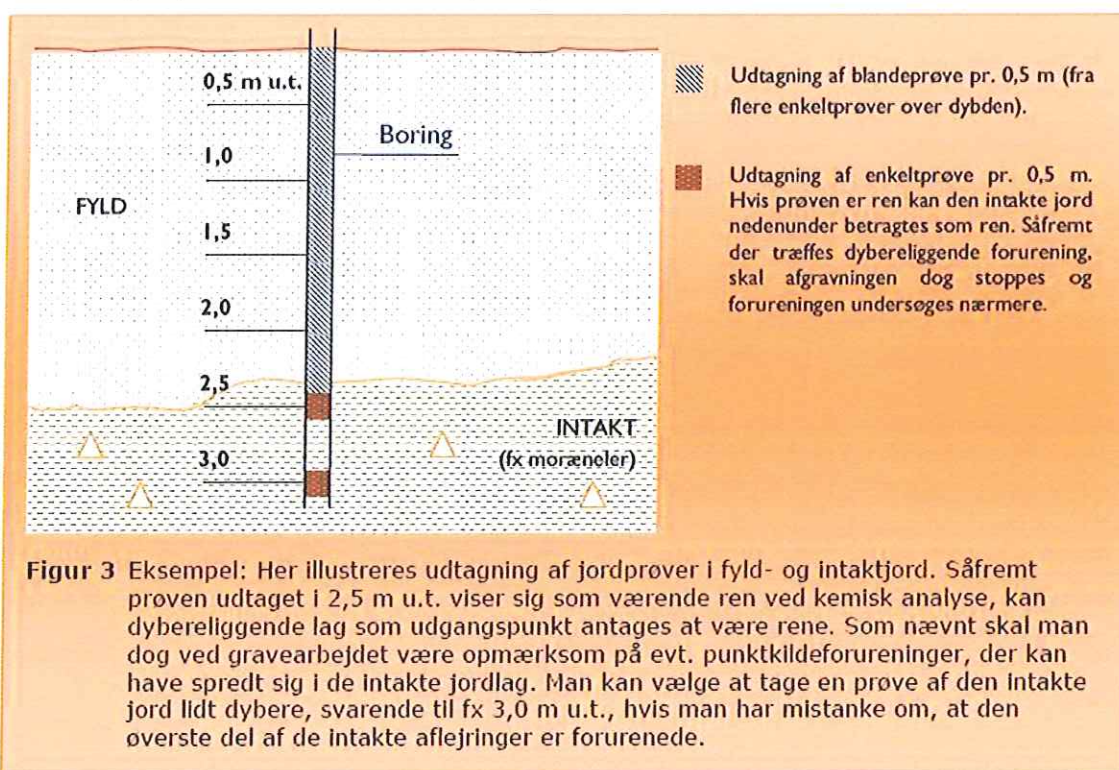 0,5 m u.t.
Boring
1,0
FYLD
1,5
2,0
2,5
INTAKT
(fx moræneler)
3,0
Udtagning af blandeprøve pr. 0,5 m (fra
flere enkeltprøver over dybden).
Udtagning af enkeltprøve pr. 0,5 m.
Hvis prøven er ren kan den intakte jord
nedenunder betragtes som ren. Såfremt
der træffes dybereliggende forurening,
skal afgravningen dog stoppes og
forureningen undersøges nærmere.
Figur 3 Eksempel: Her illustreres udtagning af jordprøver i fyld- og intaktjord. Såfremt
prøven udtaget i 2,5 m u.t. viser sig som værende ren ved kemisk analyse, kan
dybereliggende lag som udgangspunkt antages at være rene. Som nævnt skal man
dog ved gravearbejdet være opmærksom på evt. punktkildeforureninger, der kan
have spredt sig i de intakte jordlag. Man kan vælge at tage en prøve af den intakte
jord lidt dybere, svarende til fx 3,0 m u.t., hvis man har mistanke om, at den
øverste del af de intakte aflejringer er forurenede.